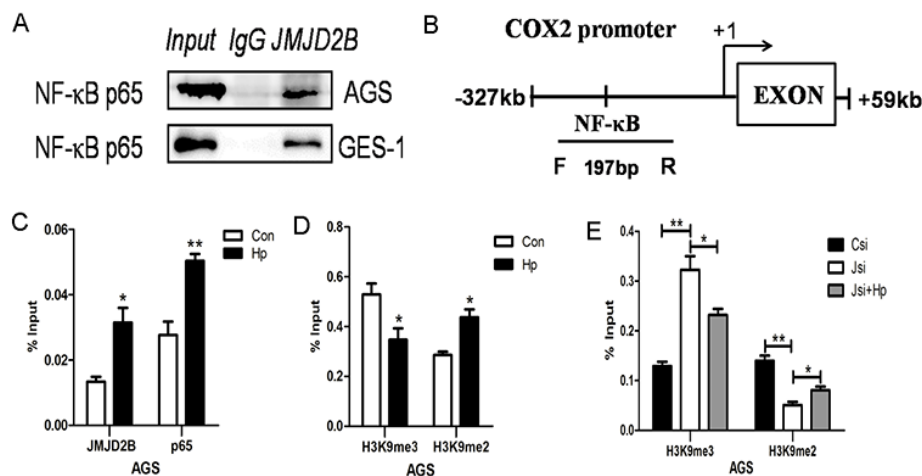 A
Input IgG JMJD2B
NF-κB p65 AGS
NF-κB p65 GES-1
B
COX2 promoter
+1
-327kb
EXON
+59kb
NF-κB
F 197bp R
C
% Input
0.06
0.04
0.02
0.00
Con
Hp
*
**
JMJD2B p65
AGS
D
% Input
0.8
0.6
0.4
0.2
0.0
Con
Hp
*
*
H3K9me3 H3K9me2
AGS
E
% Input
0.4
0.3
0.2
0.1
0.0
** *
** *
Csi
Jsi
Jsi+Hp
H3K9me3 H3K9me2
AGS